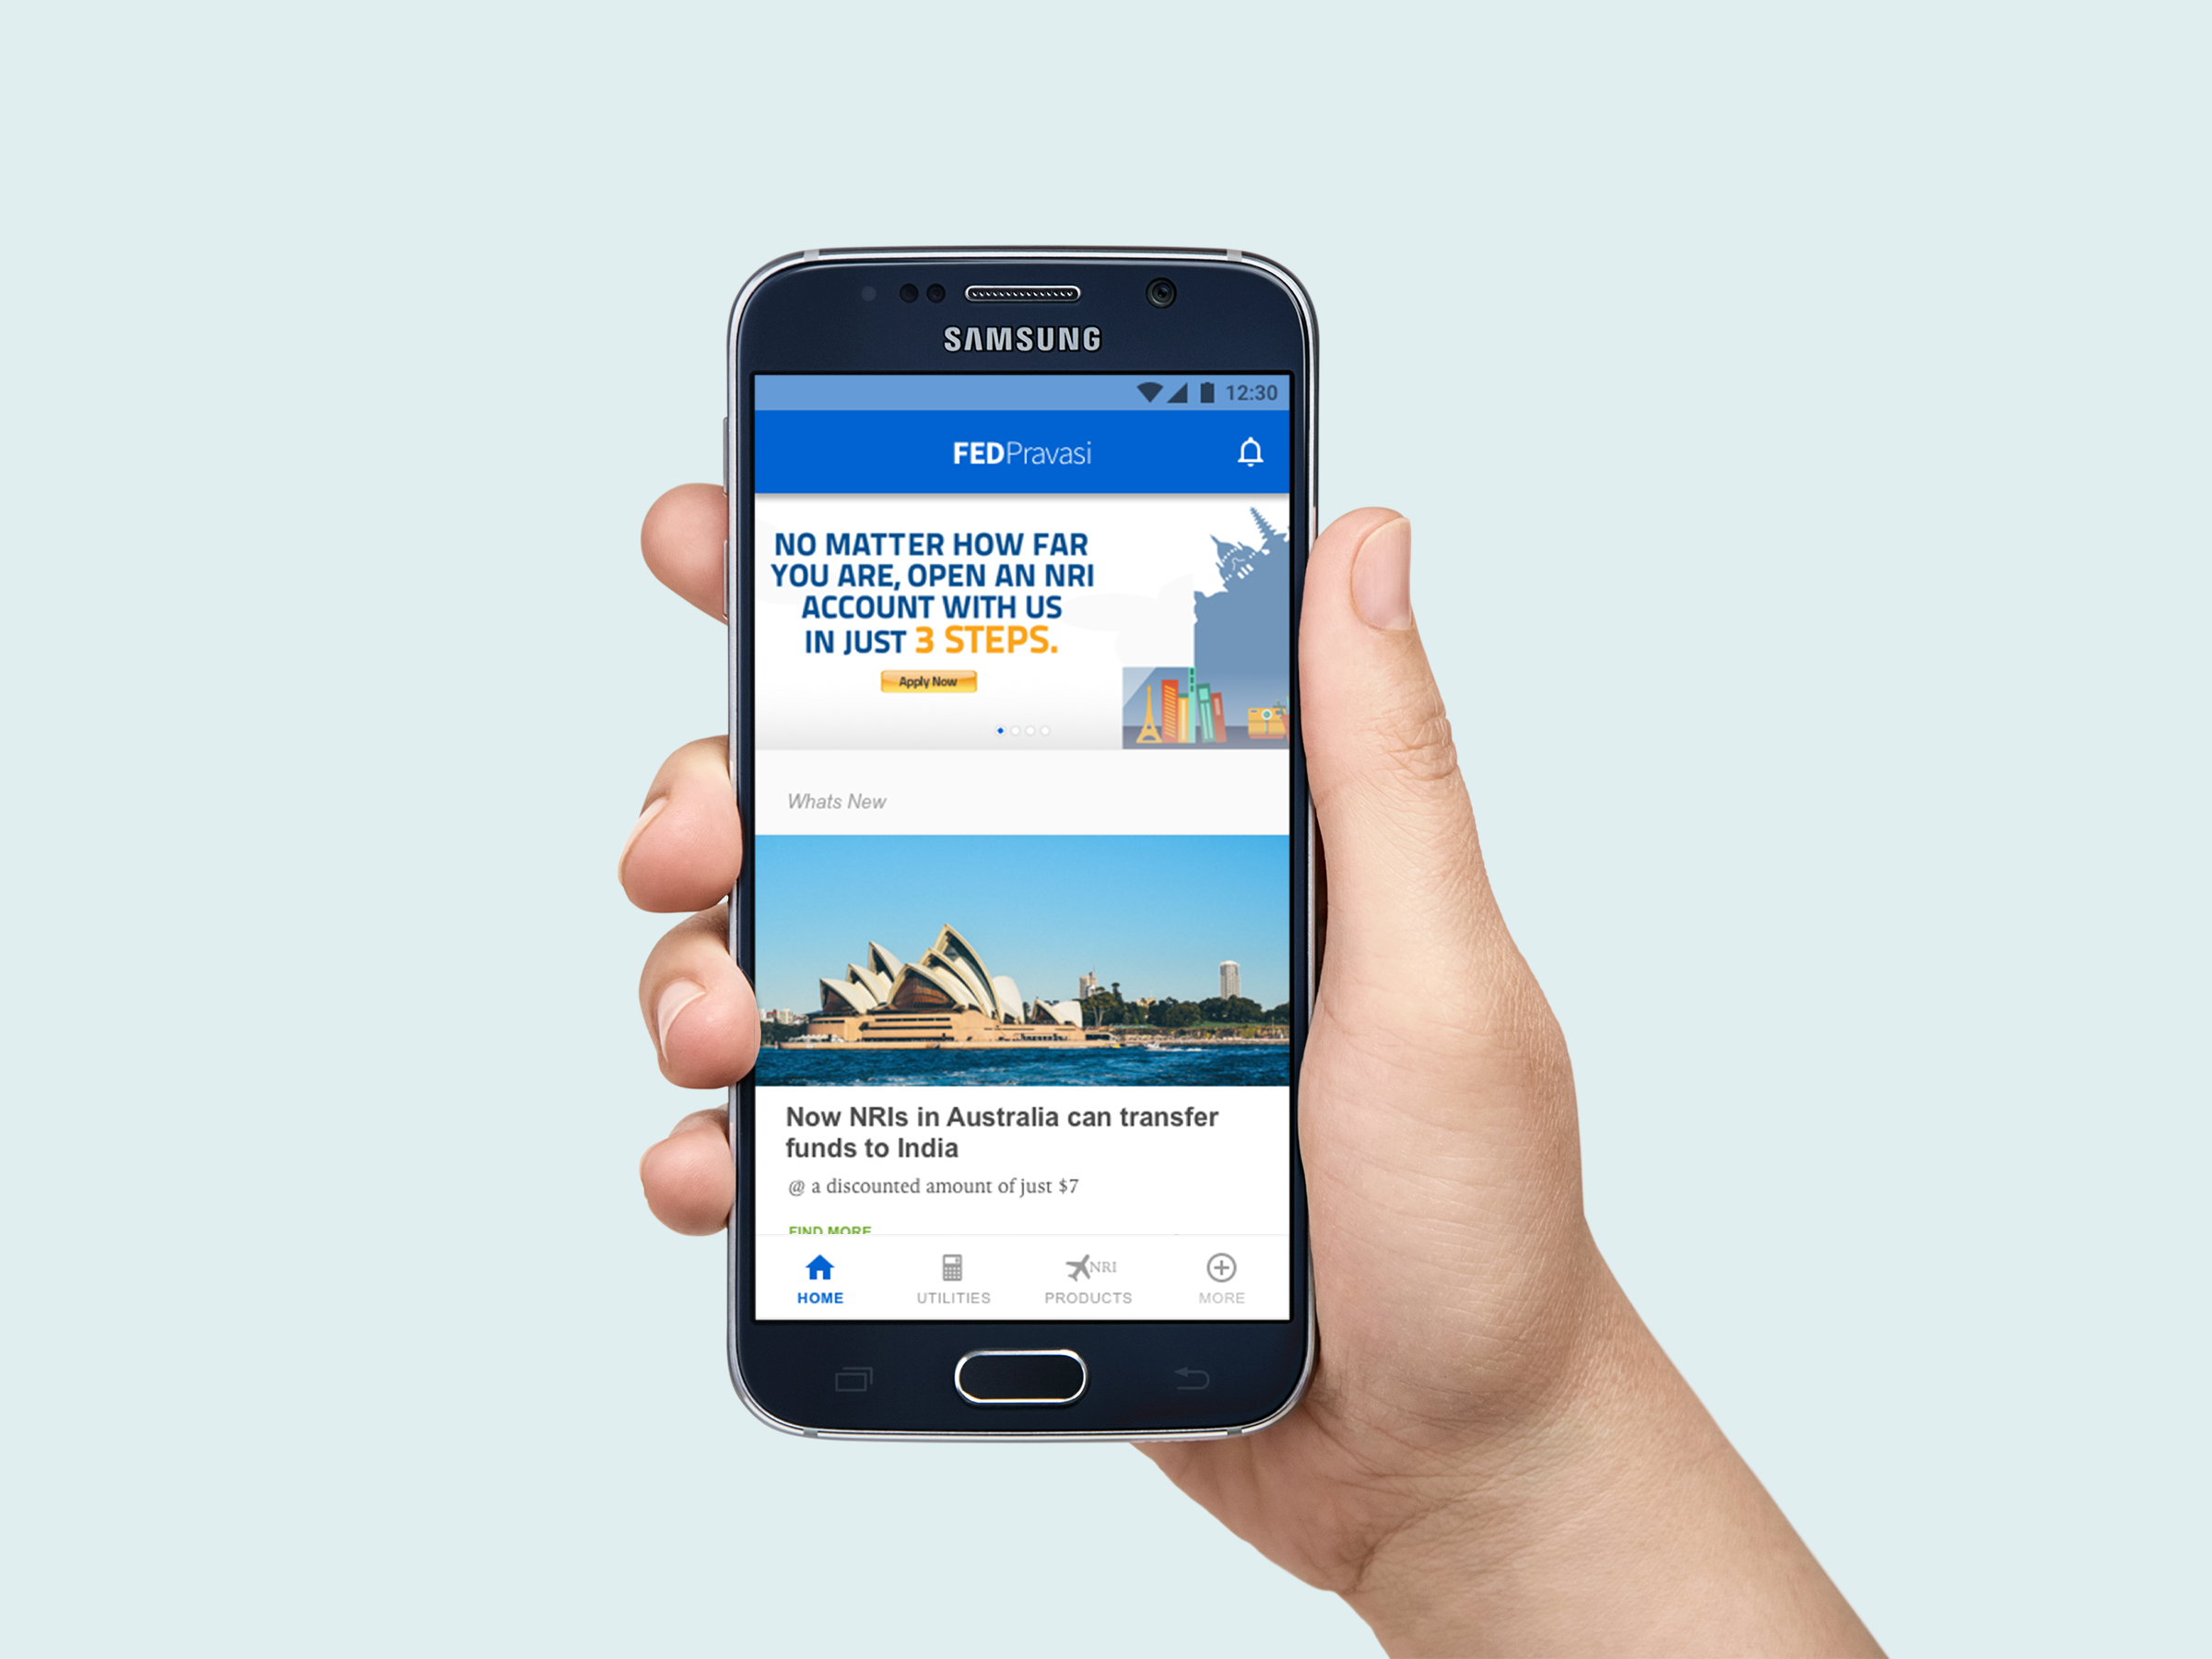 SAMSUNG
12:30
FEDPravasi
NO MATTER HOW FAR
YOU ARE, OPEN AN NRI
ACCOUNT WITH US
IN JUST 3 STEPS.
Apply Now
Whats New
Now NRIs in Australia can transfer
funds to India
@ a discounted amount of just $7
FIND MORE
NRI
HOME UTILITIES PRODUCTS MORE